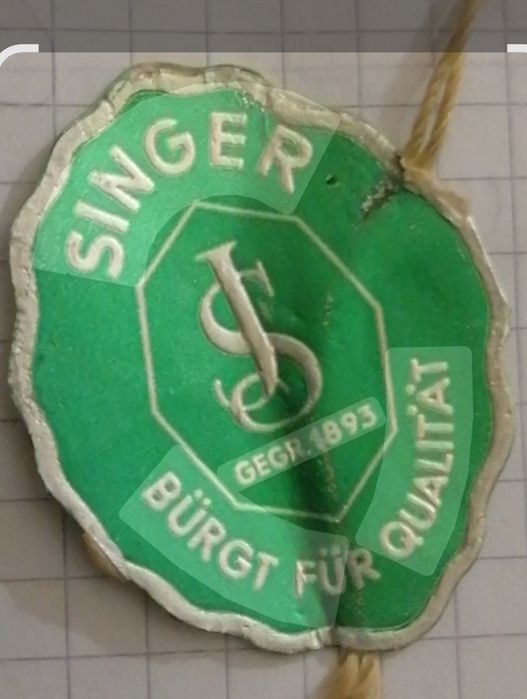 SINGER
JS
GEGR. 1893
BÜRGT FÜR QUALITÄT